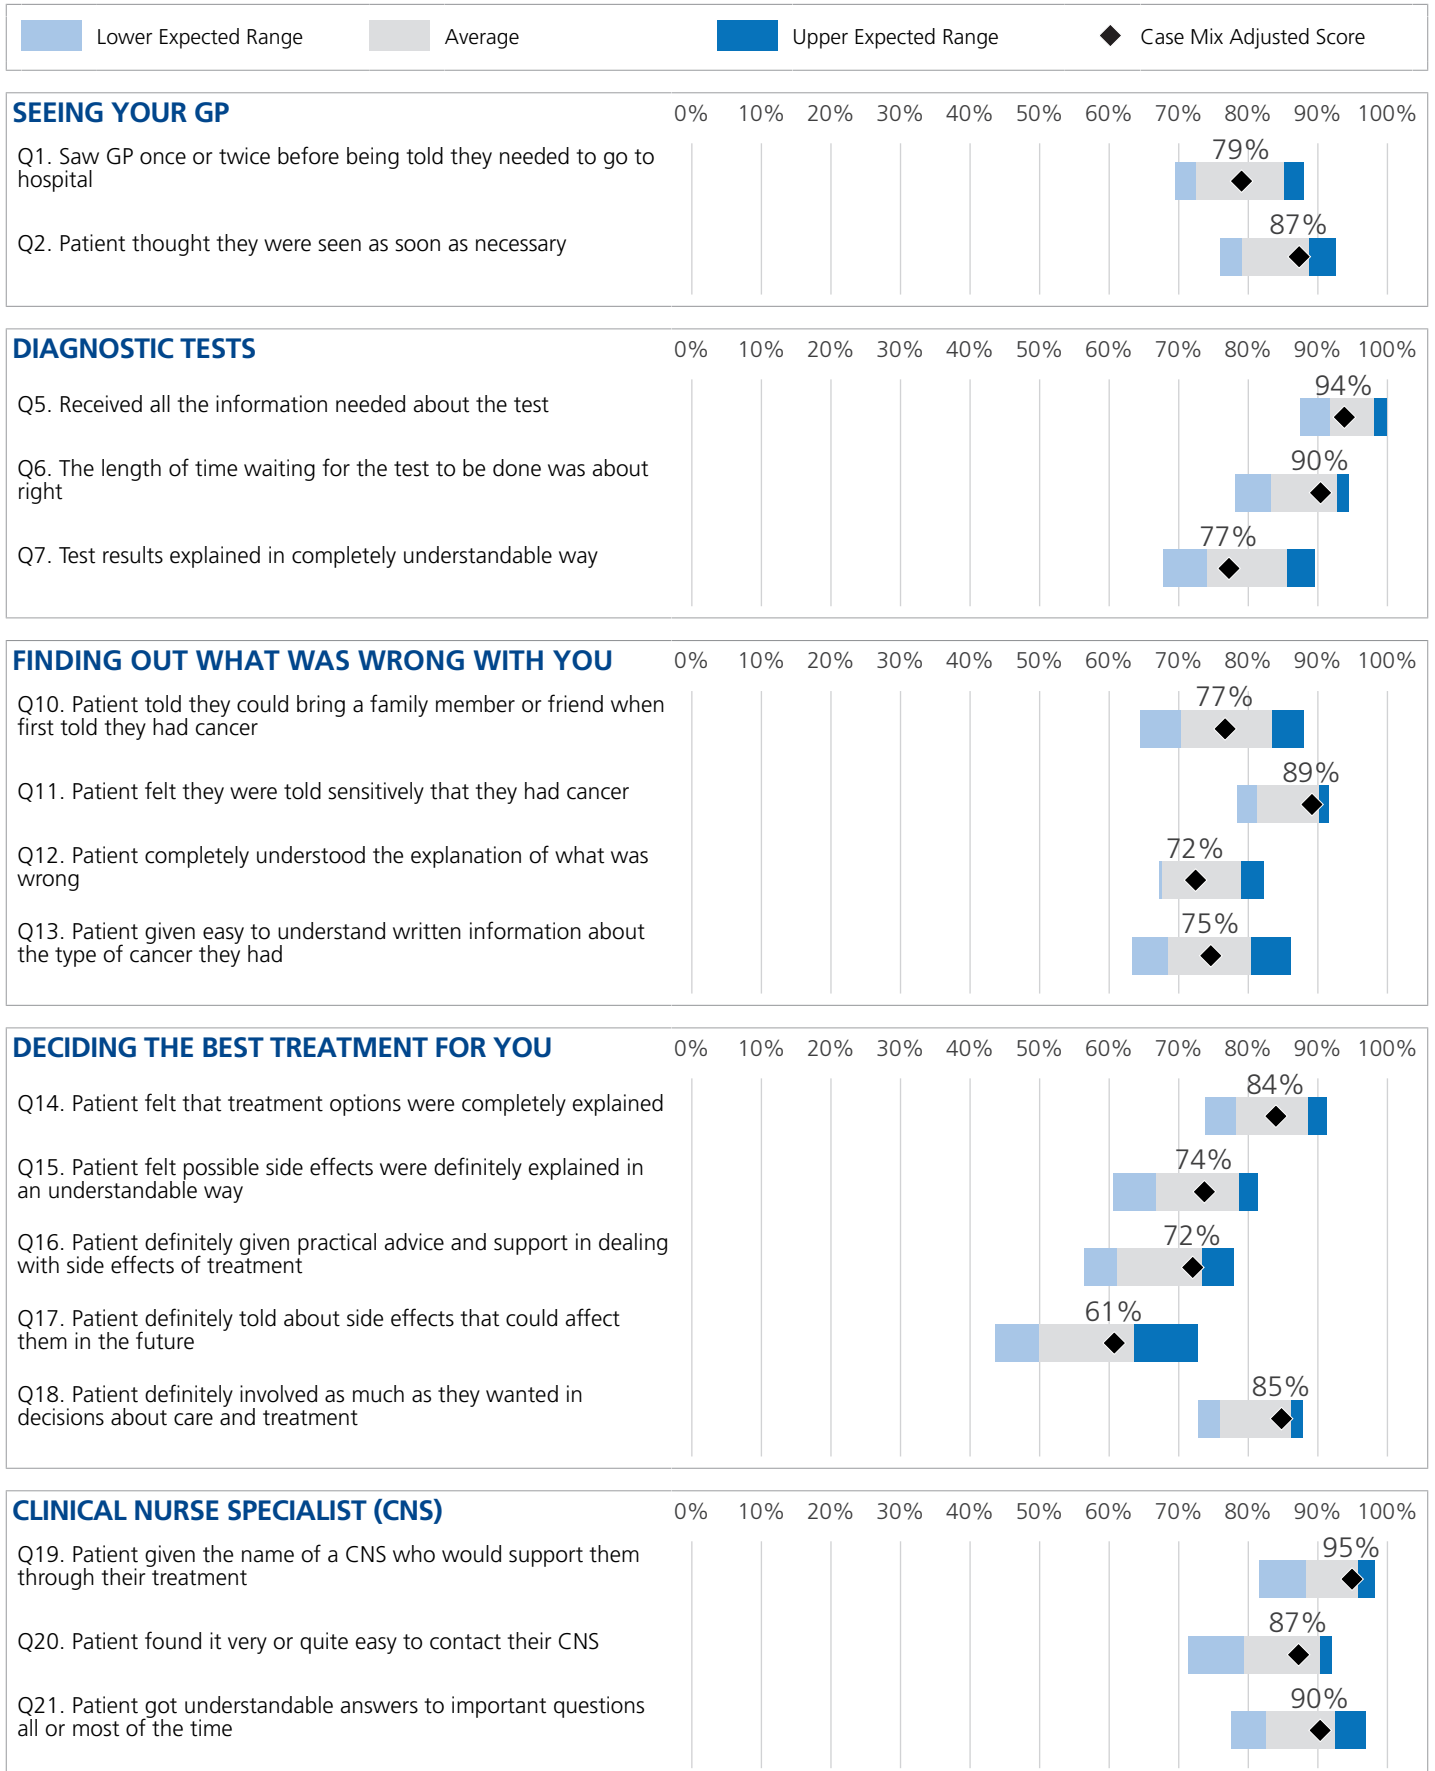 Lower Expected Range Average Upper Expected Range Case Mix Adjusted Score
SEEING YOUR GP 0% 10% 20% 30% 40% 50% 60% 70% 80% 90% 100%
79%
Q1. Saw GP once or twice before being told they needed to go to
hospital
87%
Q2. Patient thought they were seen as soon as necessary
DIAGNOSTIC TESTS 0% 10% 20% 30% 40% 50% 60% 70% 80% 90% 100%
94%
Q5. Received all the information needed about the test
90%
Q6. The length of time waiting for the test to be done was about
right
77%
Q7. Test results explained in completely understandable way
FINDING OUT WHAT WAS WRONG WITH YOU 0% 10% 20% 30% 40% 50% 60% 70% 80% 90% 100%
77%
Q10. Patient told they could bring a family member or friend when
first told they had cancer
89%
Q11. Patient felt they were told sensitively that they had cancer
72%
Q12. Patient completely understood the explanation of what was
wrong
75%
Q13. Patient given easy to understand written information about
the type of cancer they had
DECIDING THE BEST TREATMENT FOR YOU 0% 10% 20% 30% 40% 50% 60% 70% 80% 90% 100%
84%
Q14. Patient felt that treatment options were completely explained
74%
Q15. Patient felt possible side effects were definitely explained in
an understandable way
72%
Q16. Patient definitely given practical advice and support in dealing
with side effects of treatment
61%
Q17. Patient definitely told about side effects that could affect
them in the future
85%
Q18. Patient definitely involved as much as they wanted in
decisions about care and treatment
CLINICAL NURSE SPECIALIST (CNS) 0% 10% 20% 30% 40% 50% 60% 70% 80% 90% 100%
95%
Q19. Patient given the name of a CNS who would support them
through their treatment
87%
Q20. Patient found it very or quite easy to contact their CNS
90%
Q21. Patient got understandable answers to important questions
all or most of the time